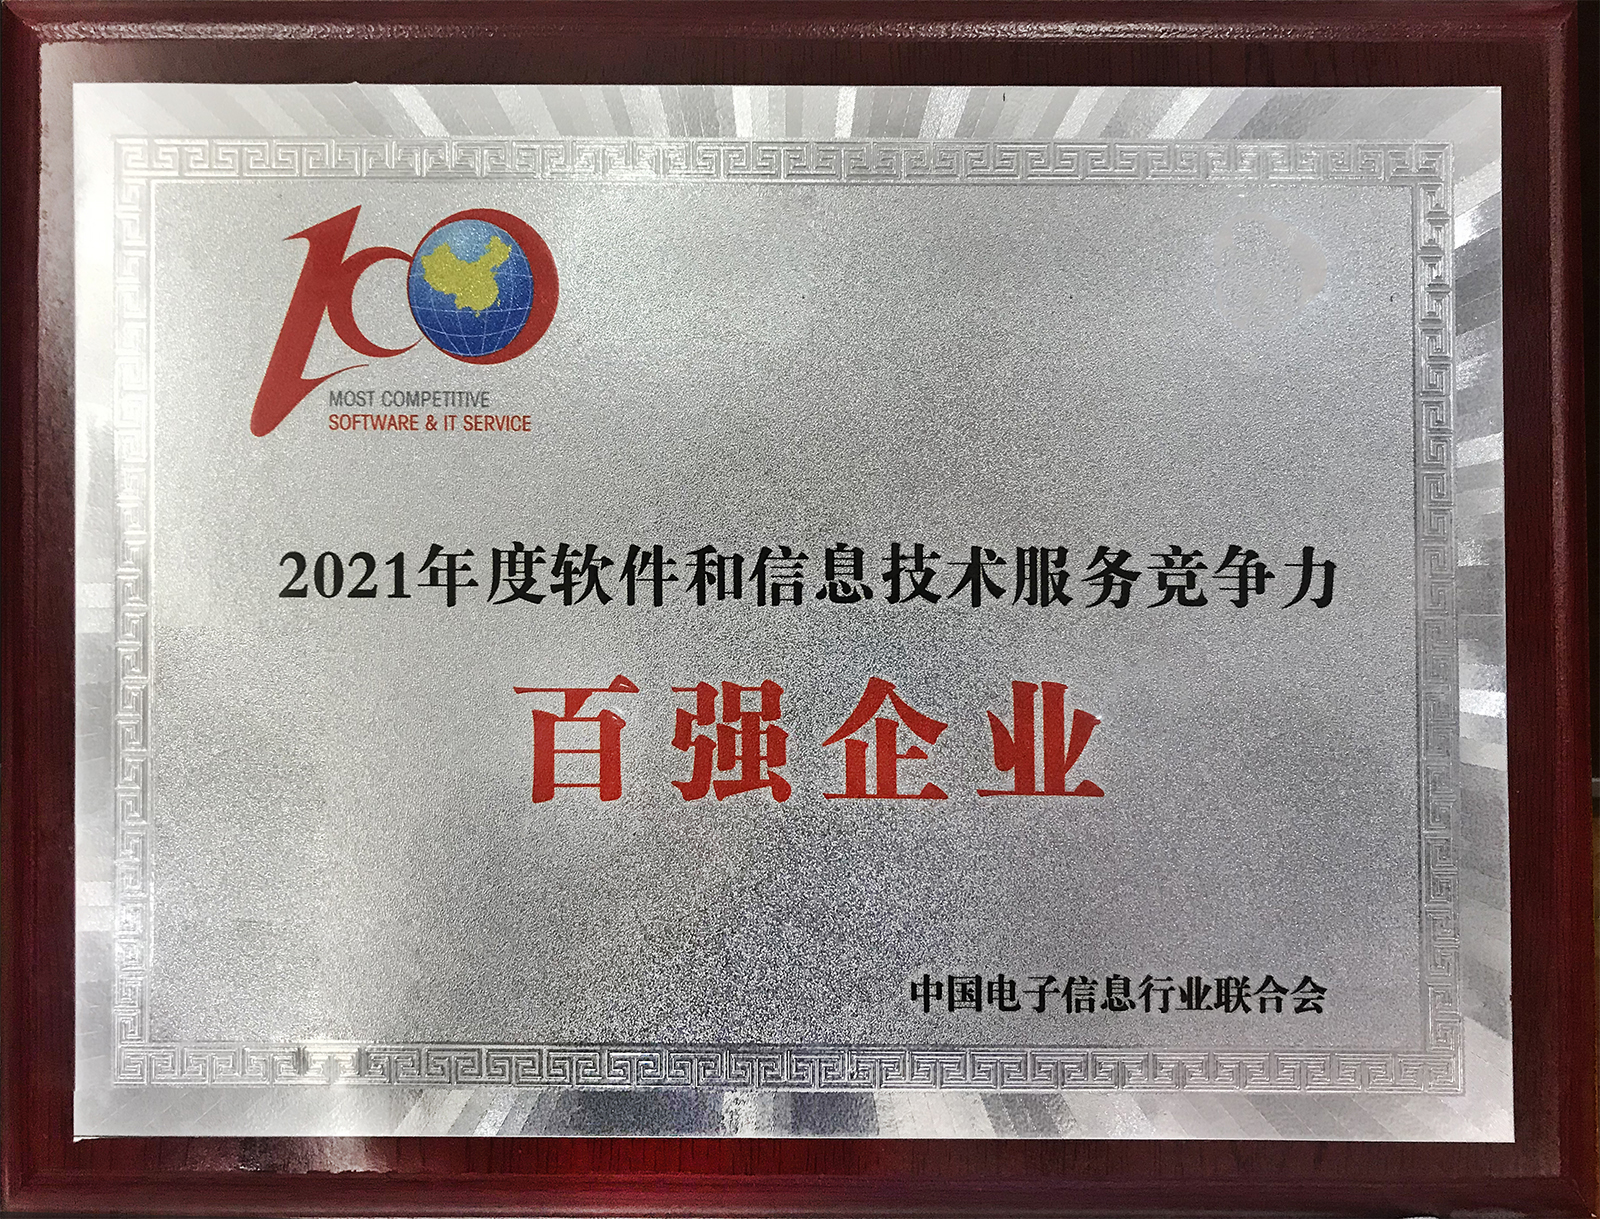 100
MOST COMPETITIVE
SOFTWARE & IT SERVICE
2021年度软件和信息技术服务竞争力
百强企业
中国电子信息行业联合会